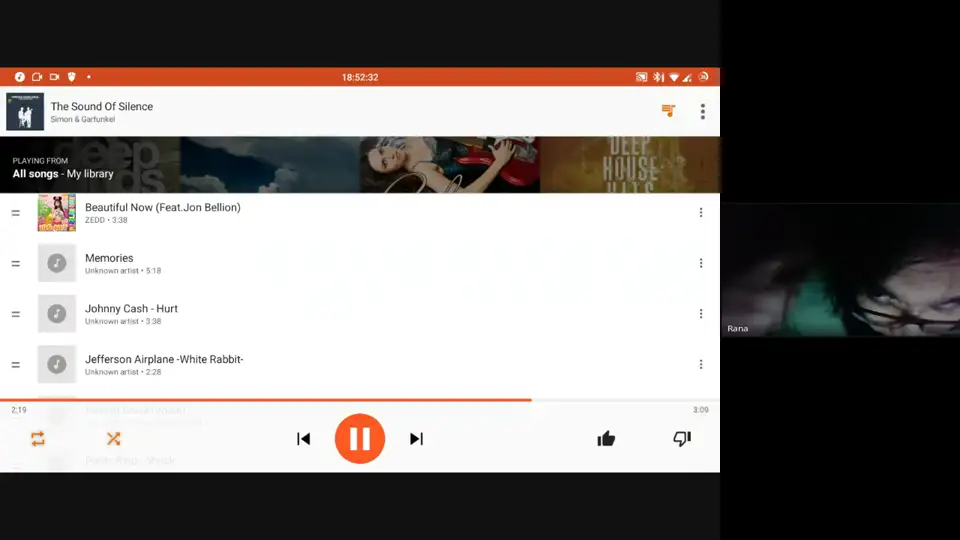 18:52:32
The Sound Of Silence
Simon & Garfunkel
PLAYING FROM
All songs - My library
deep
DEEP
HOUSE
HITS
Beautiful Now (Feat.Jon Bellion)
ZEDD • 3:38
Memories
Unknown artist • 5:18
Johnny Cash - Hurt
Unknown artist • 3:38
Jefferson Airplane -White Rabbit-
Unknown artist • 2:28
2:19
3:09
Rana